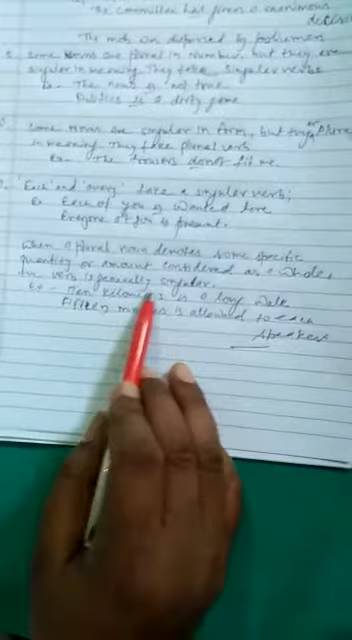 The committee had given a unanimous
decision
The mob was dispersed by policemen
Some Nouns are plural in number, but they are
singular in meaning. They take singular verbs
Ex- The news is not true.
Politics is a dirty game
Some Nouns are singular in form, but they are plural
in meaning They take plural verb
Ex- The trousers donot fit me.
'Each' and 'every' take a singular verb;
Ex Each of you is wanted here
Everyone of you is present.
When a plural noun denotes some specific
quantity or amount considered as a whole,
the verb is generally singular.
Ex - Ten kilometres is a long walk
Fifteen minutes is allowed to each
speaker